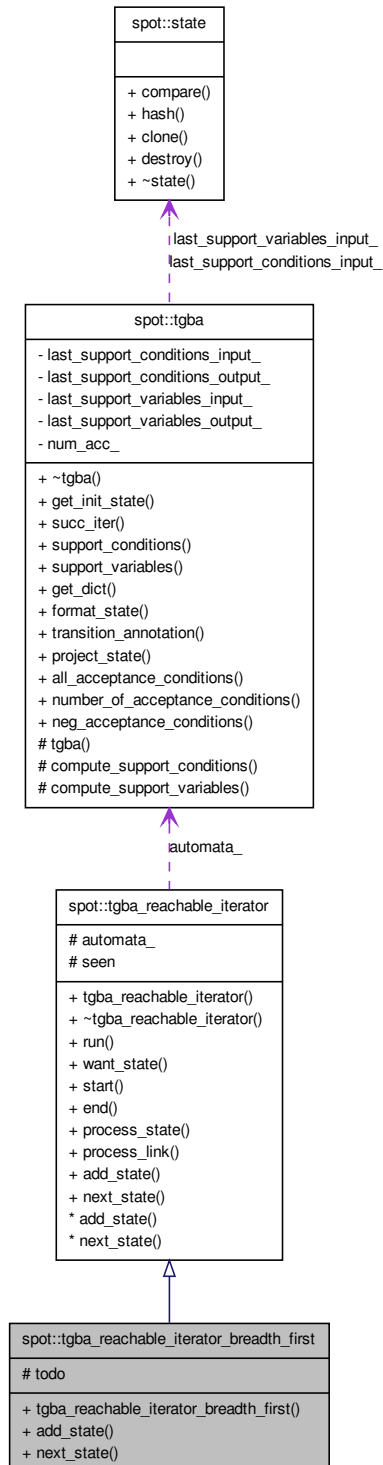 spot::state
+ compare()
+ hash()
+ clone()
+ destroy()
+ ~state()
last_support_variables_input_
last_support_conditions_input_
spot::tgba
- last_support_conditions_input_
- last_support_conditions_output_
- last_support_variables_input_
- last_support_variables_output_
- num_acc_
+ ~tgba()
+ get_init_state()
+ succ_iter()
+ support_conditions()
+ support_variables()
+ get_dict()
+ format_state()
+ transition_annotation()
+ project_state()
+ all_acceptance_conditions()
+ number_of_acceptance_conditions()
+ neg_acceptance_conditions()
# tgba()
# compute_support_conditions()
# compute_support_variables()
automata_
spot::tgba_reachable_iterator
# automata_
# seen
+ tgba_reachable_iterator()
+ ~tgba_reachable_iterator()
+ run()
+ want_state()
+ start()
+ end()
+ process_state()
+ process_link()
+ add_state()
+ next_state()
* add_state()
* next_state()
spot::tgba_reachable_iterator_breadth_first
# todo
+ tgba_reachable_iterator_breadth_first()
+ add_state()
+ next_state()